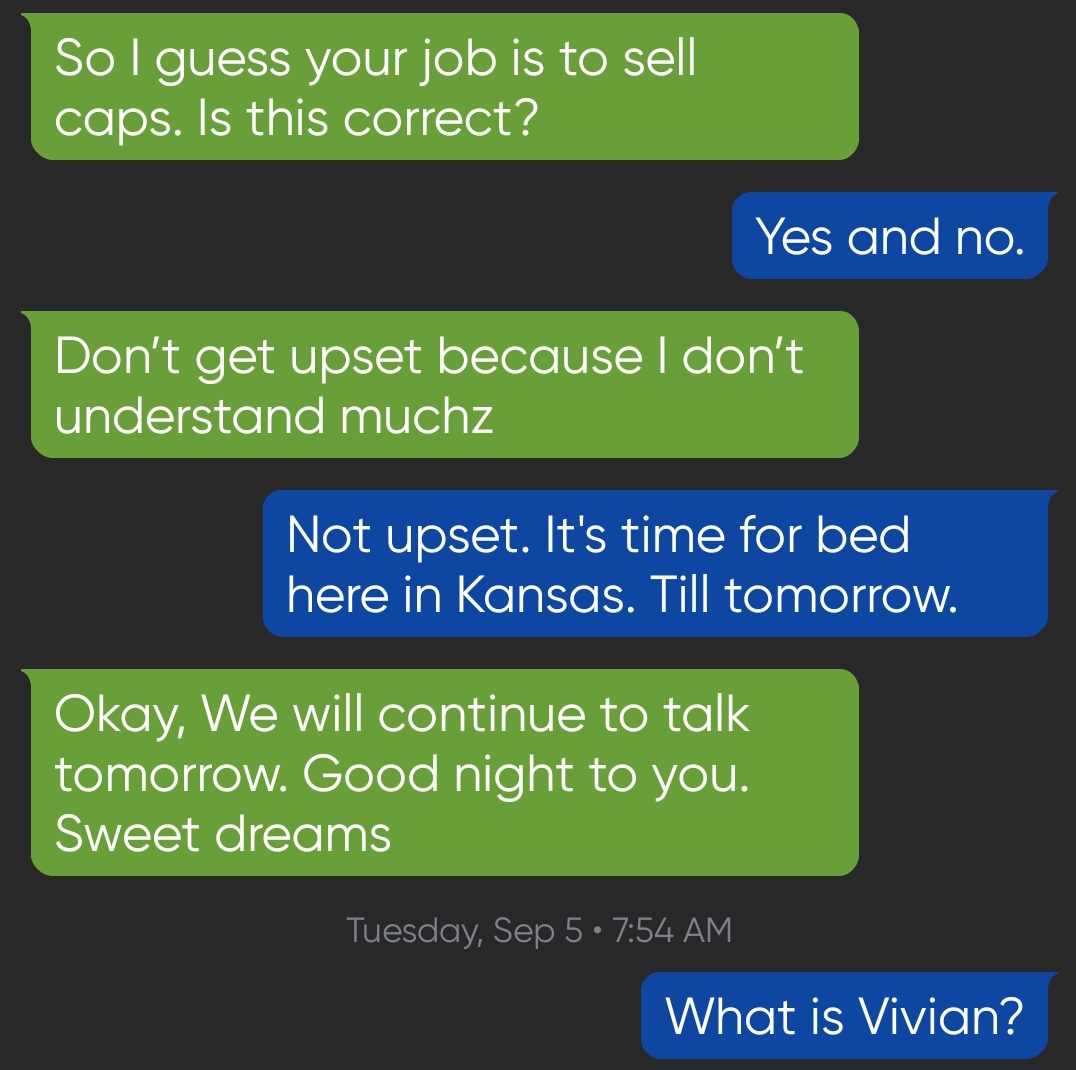 So I guess your job is to sell
caps. Is this correct?
Yes and no.
Don’t get upset because I don’t
understand muchz
Not upset. It's time for bed
here in Kansas. Till tomorrow.
Okay, We will continue to talk
tomorrow. Good night to you.
Sweet dreams
Tuesday, Sep 5 • 7:54 AM
What is Vivian?